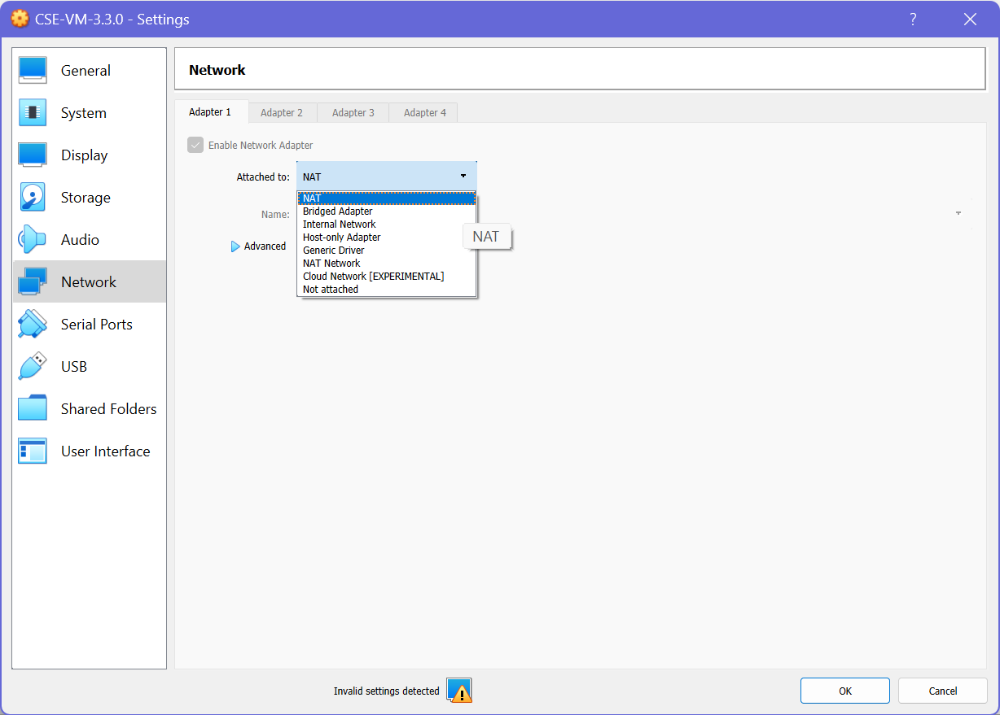 CSE-VM-3.3.0 - Settings
?
General
System
Display
Storage
Audio
Network
Serial Ports
USB
Shared Folders
User Interface
Network
Adapter 1 Adapter 2 Adapter 3 Adapter 4
Enable Network Adapter
Attached to: NAT
NAT
Bridged Adapter
Name:
Internal Network
Host-only Adapter
NAT
Advanced
Generic Driver
NAT Network
Cloud Network [EXPERIMENTAL]
Not attached
Invalid settings detected
OK Cancel